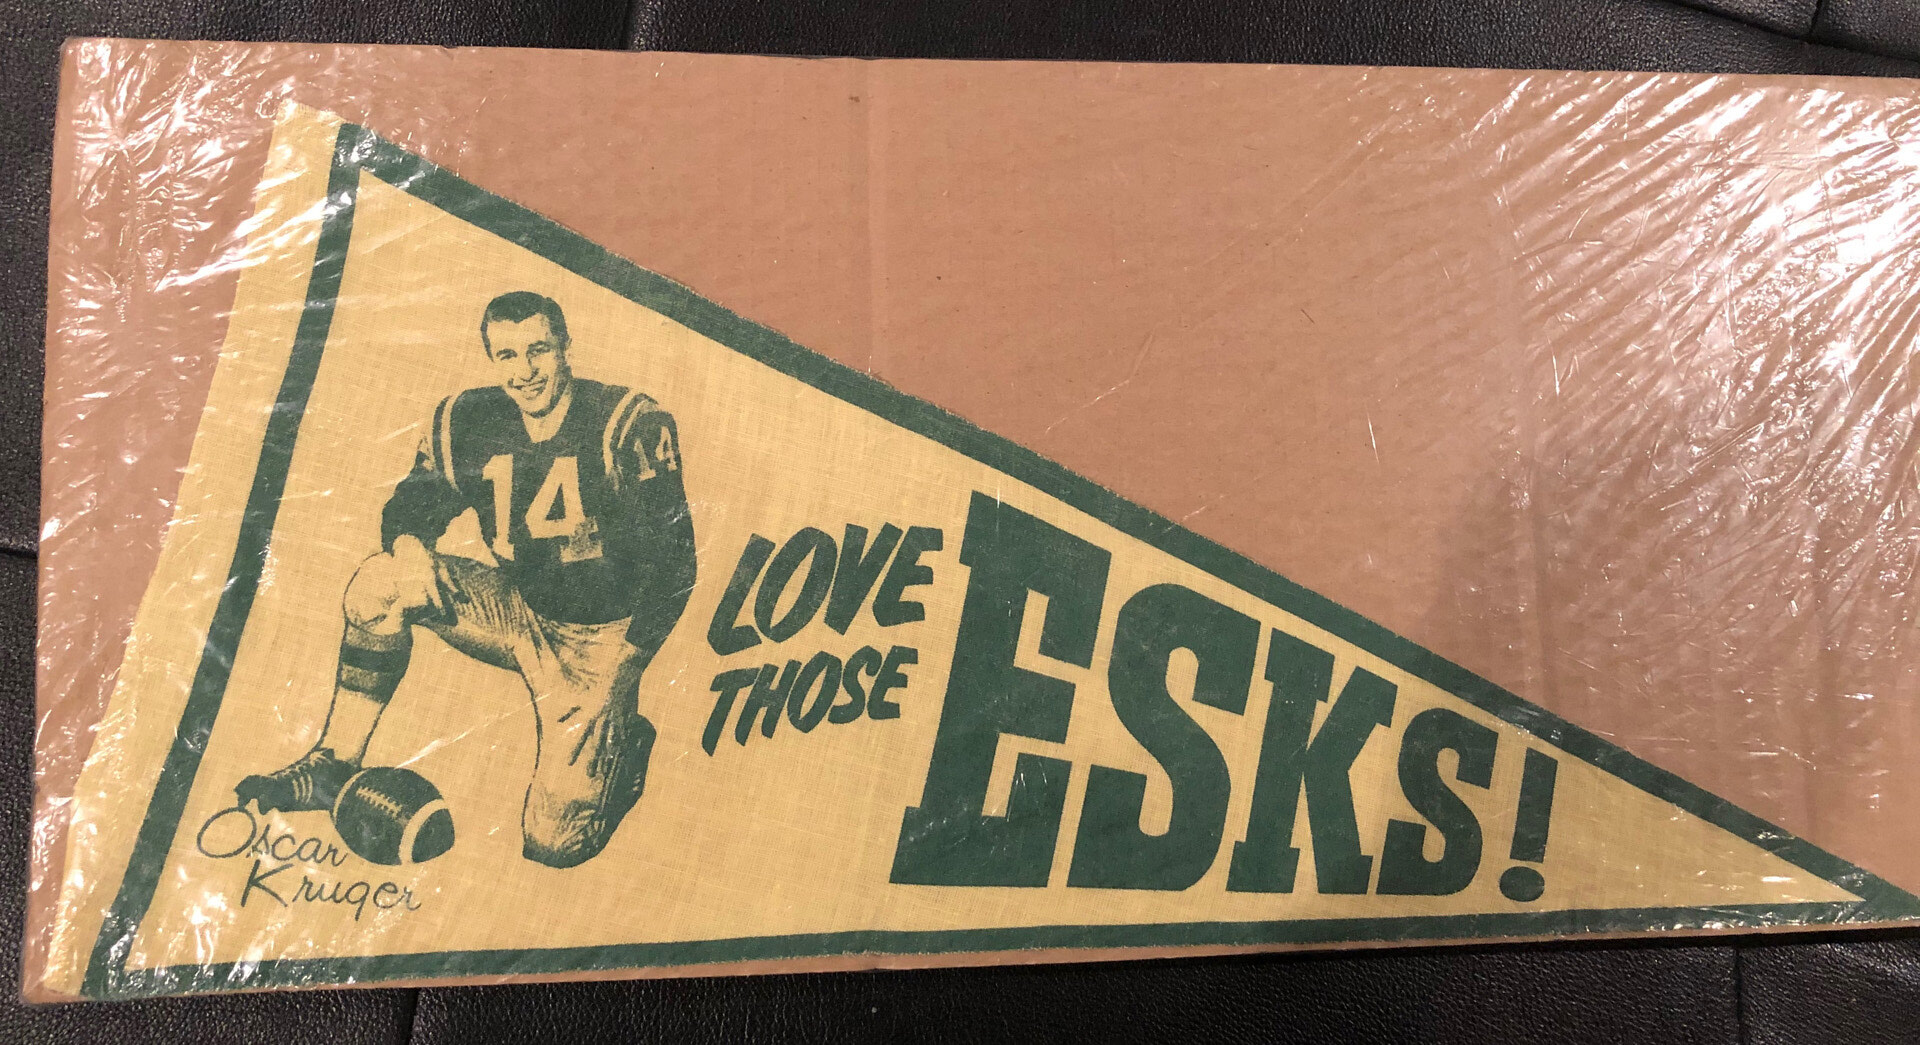 14
14
LOVE
THOSE
ESKS!
Oscar
Kruger